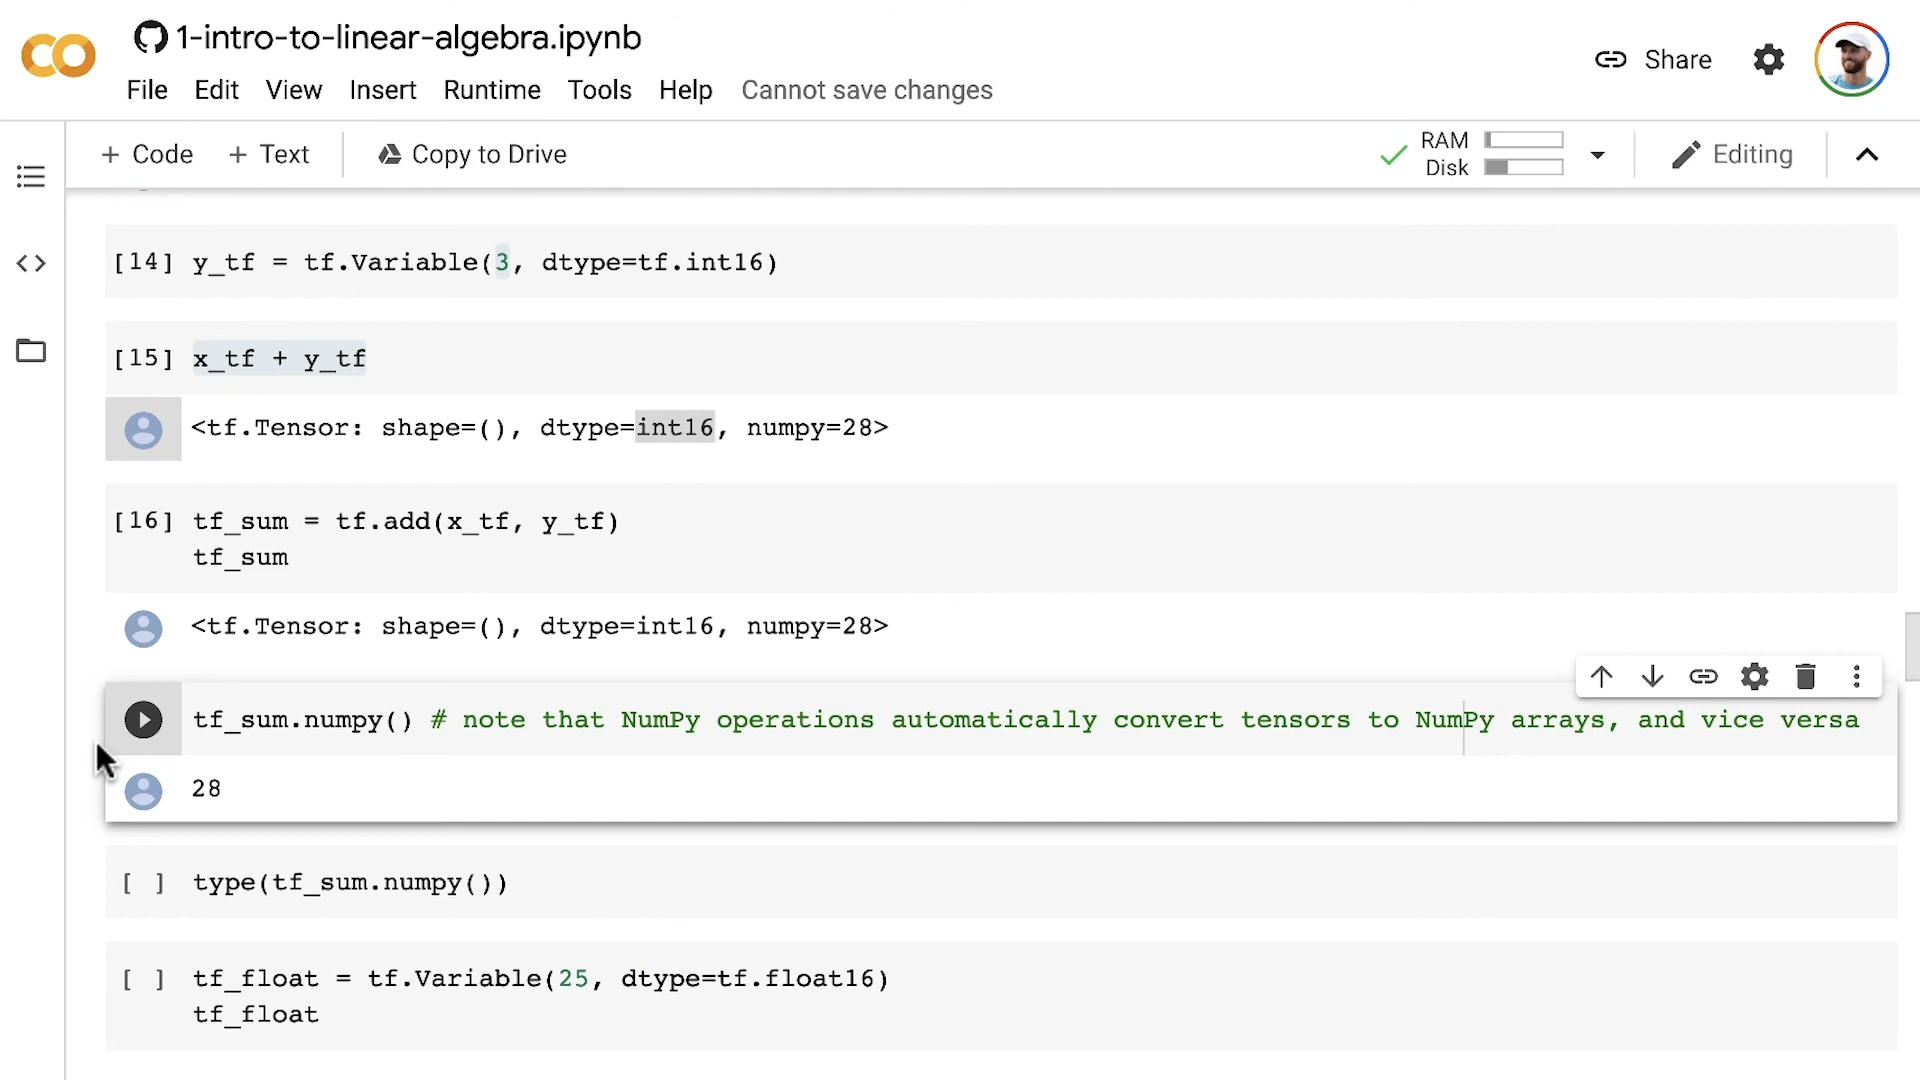 1-intro-to-linear-algebra.ipynb
File Edit View Insert Runtime Tools Help Cannot save changes
Share
+ Code + Text Copy to Drive
RAM
Disk
Editing
[14] y_tf = tf.Variable(3, dtype=tf.int16)
[15] x_tf + y_tf
<tf.Tensor: shape=(), dtype=int16, numpy=28>
[16] tf_sum = tf.add(x_tf, y_tf)
tf_sum
<tf.Tensor: shape=(), dtype=int16, numpy=28>
tf_sum.numpy() # note that NumPy operations automatically convert tensors to NumPy arrays, and vice versa
28
[ ] type(tf_sum.numpy())
[ ] tf_float = tf.Variable(25, dtype=tf.float16)
tf_float